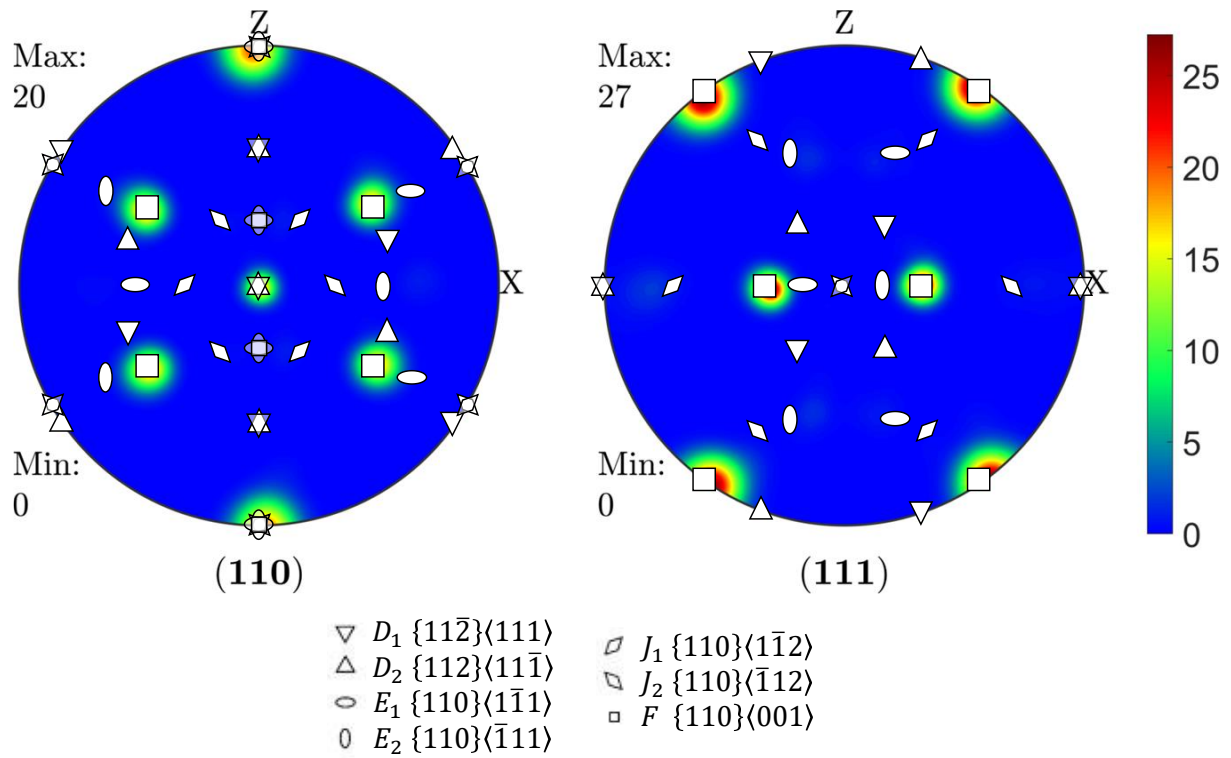 Z
Max:
20
X
Min:
0
(110)
Z
Max:
27
X
Min:
0
(111)
25
20
15
10
5
0
D₁ {112̅}⟨111⟩
D₂ {112}⟨111̅⟩
E₁ {110}⟨11̅1⟩
E₂ {110}⟨1̅11⟩
J₁ {110}⟨11̅2⟩
J₂ {110}⟨1̅12⟩
F {110}⟨001⟩